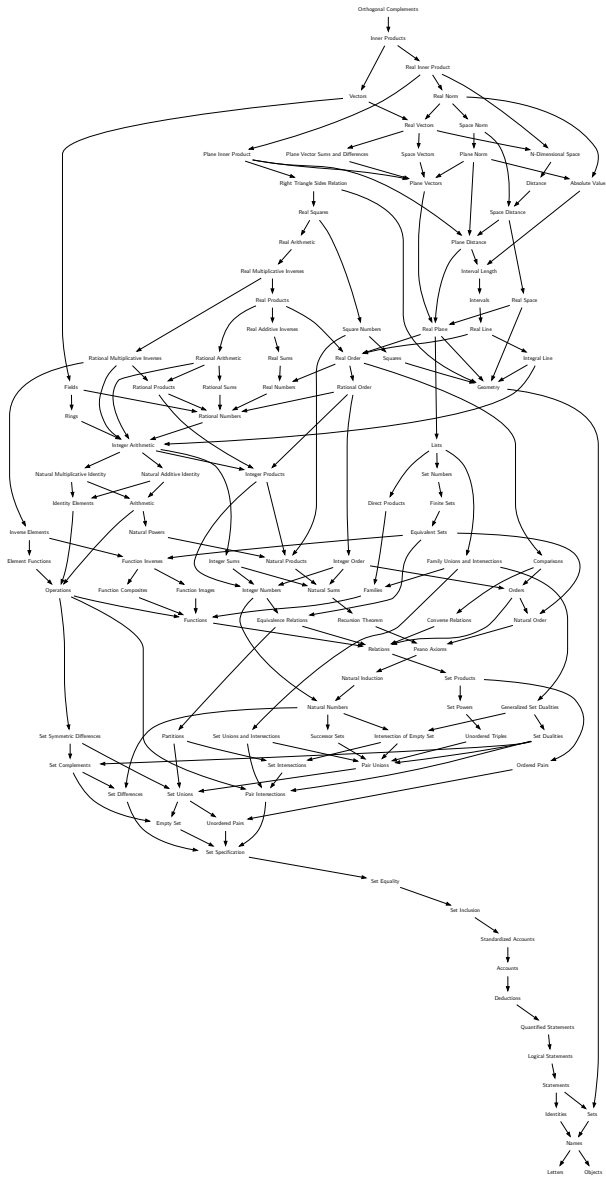 Orthogonal Complements
Inner Products
Real Inner Product
Vectors Real Norm
Real Vectors Space Norm
Plane Inner Product Plane Vector Sums and Differences Space Vectors Plane Norm N-Dimensional Space
Right Triangle Sides Relation Plane Vectors Distance Absolute Value
Real Squares Space Distance
Real Arithmetic Plane Distance
Real Multiplicative Inverses Interval Length
Real Products Intervals Real Space
Real Additive Inverses Square Numbers Real Plane Real Line
Rational Multiplicative Inverses Rational Arithmetic Real Sums Real Order Squares Integral Line
Fields Rational Products Rational Sums Real Numbers Rational Order Geometry
Rings Rational Numbers
Integer Arithmetic Lists
Natural Multiplicative Identity Natural Additive Identity Integer Products Set Numbers
Identity Elements Arithmetic Direct Products Finite Sets
Inverse Elements Natural Powers Equivalent Sets
Element Functions Function Inverses Integer Sums Natural Products Integer Order Family Unions and Intersections Comparisons
Operations Function Composites Function Images Integer Numbers Natural Sums Families Orders
Functions Equivalence Relations Recursion Theorem Converse Relations Natural Order
Relations Peano Axioms
Natural Induction Set Products
Natural Numbers Set Powers Generalized Set Dualities
Set Symmetric Differences Partitions Set Unions and Intersections Successor Sets Intersection of Empty Set Unordered Triples Set Dualities
Set Complements Set Intersections Pair Unions Ordered Pairs
Set Differences Set Unions Pair Intersections
Empty Set Unordered Pairs
Set Specification
Set Equality
Set Inclusion
Standardized Accounts
Accounts
Deductions
Quantified Statements
Logical Statements
Statements
Identities Sets
Names
Letters Objects